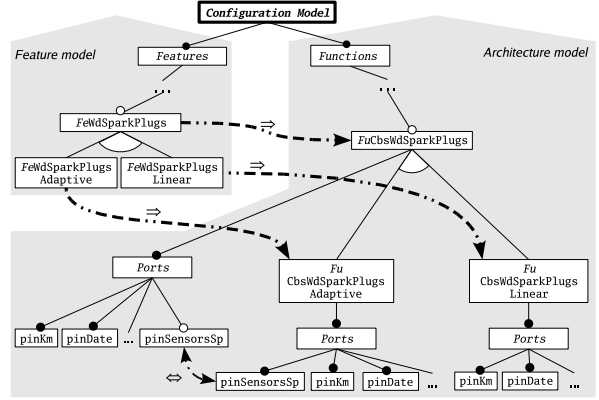 Configuration Model
Feature model
Features
Functions
Architecture model
...
...
FeWdSparkPlugs
⇒
FuCbsWdSparkPlugs
FeWdSparkPlugs
Adaptive
FeWdSparkPlugs
Linear
⇒
⇒
Ports
Fu
CbsWdSparkPlugs
Adaptive
Fu
CbsWdSparkPlugs
Linear
pinKm
pinDate
...
pinSensorsSp
Ports
Ports
⇔
pinSensorsSp
pinKm
pinDate
...
pinKm
pinDate
...